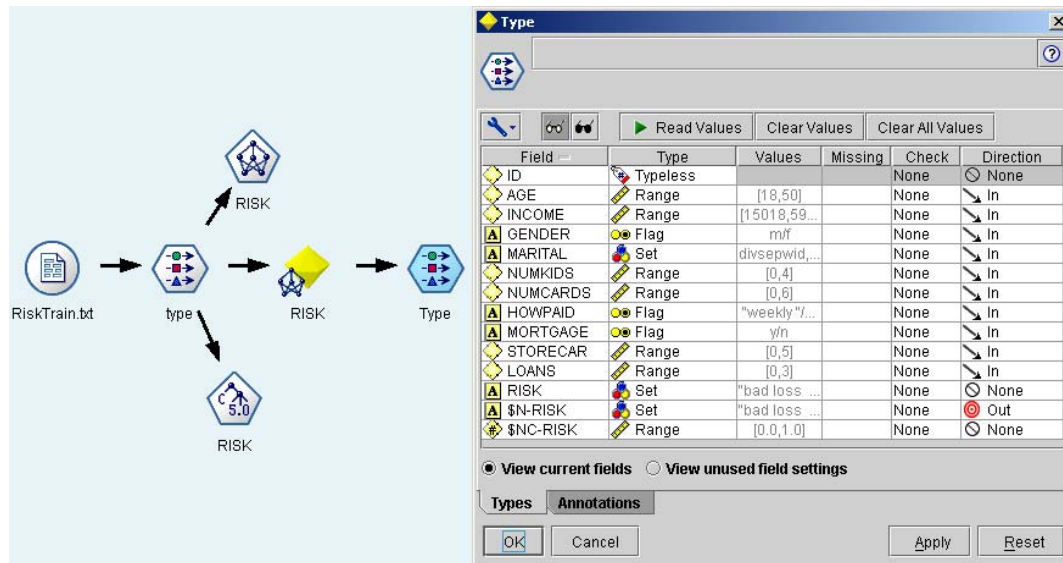 RISK
RiskTrain.txt
type
RISK
Type
C 5.0
RISK
Type
Read Values Clear Values Clear All Values
Field Type Values Missing Check Direction
ID Typeless None None
AGE Range [18,50] None In
INCOME Range [15018,59... None In
A GENDER Flag m/f None In
A MARITAL Set divsepwid,... None In
NUMKIDS Range [0,4] None In
NUMCARDS Range [0,6] None In
A HOWPAID Flag "weekly"/... None In
A MORTGAGE Flag y/n None In
STORECAR Range [0,5] None In
LOANS Range [0,3] None In
A RISK Set "bad loss ... None None
A $N-RISK Set "bad loss ... None Out
# $NC-RISK Range [0.0,1.0] None None
View current fields View unused field settings
Types Annotations
OK Cancel Apply Reset